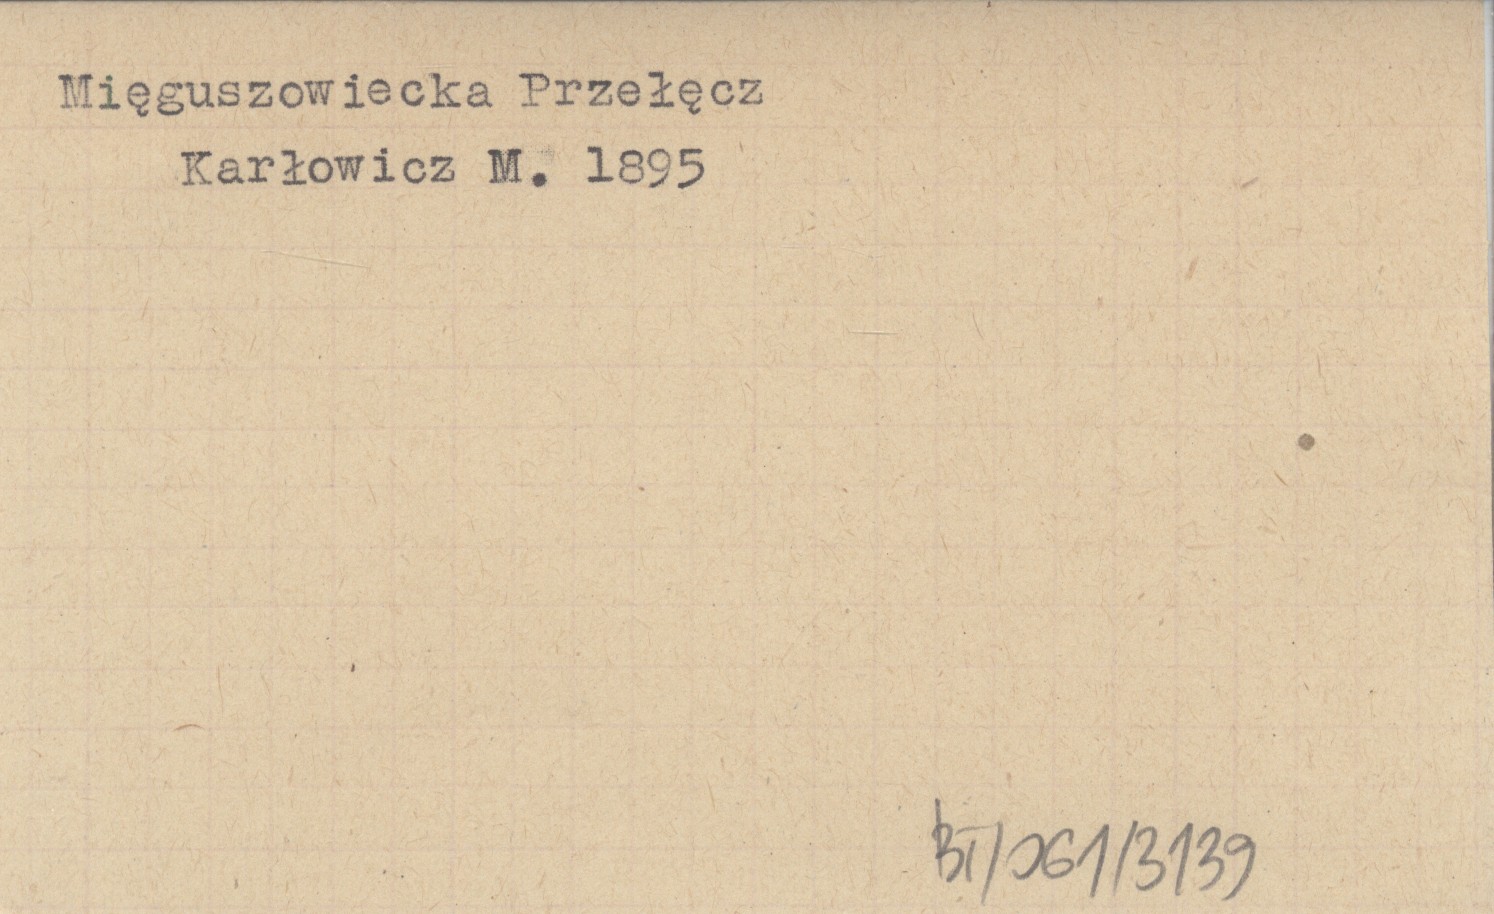 Mięguszowiecka Przełęcz
Karłowicz M. 1895
BT/061/3139